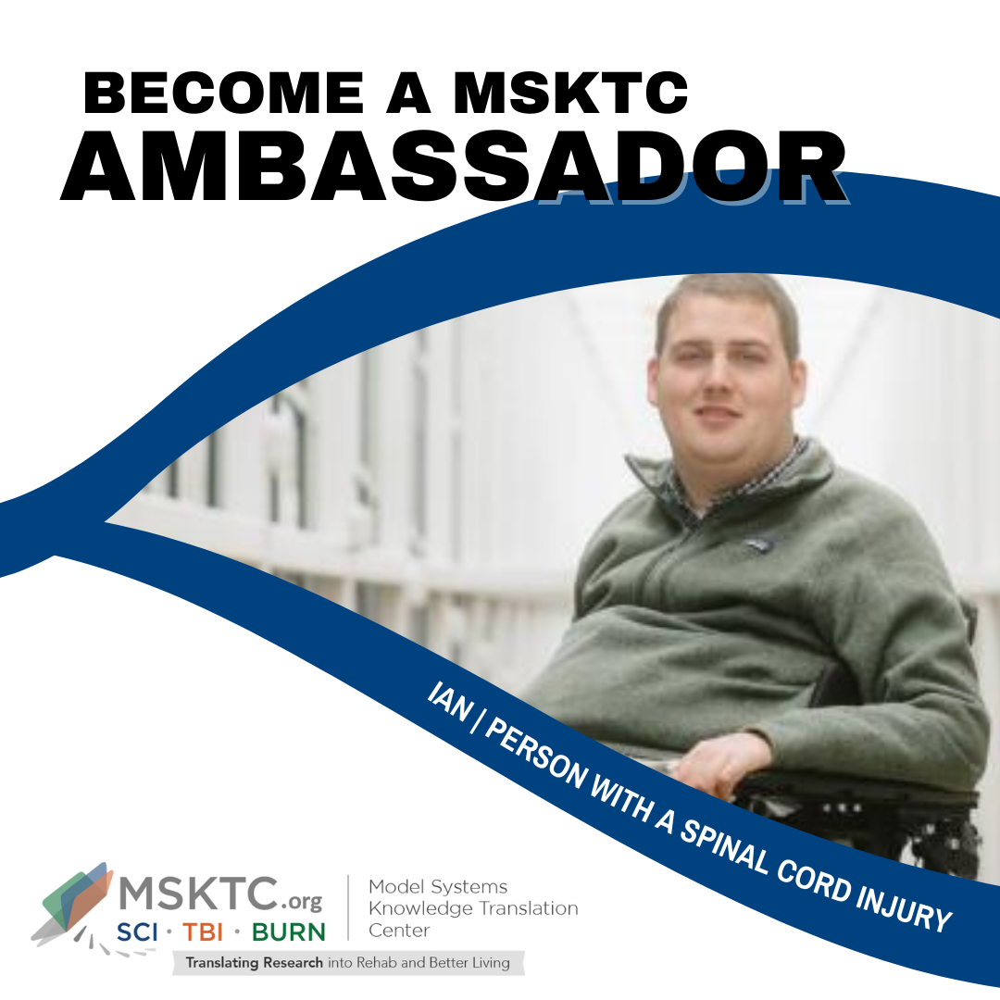 BECOME A MSKTC
AMBASSADOR
IAN | PERSON WITH A SPINAL CORD INJURY
MSKTC.org
SCI · TBI · BURN
Model Systems
Knowledge Translation
Center
Translating Research into Rehab and Better Living